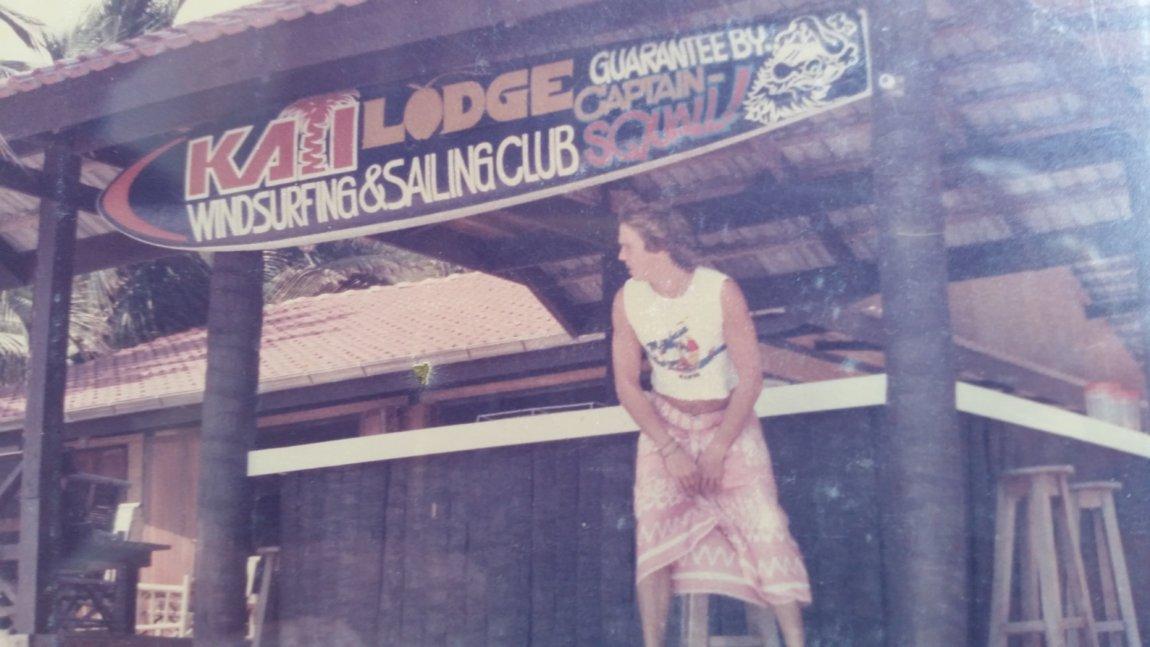 KAI LODGE
WINDSURFING & SAILING CLUB
GUARANTEE BY
CAPTAIN-
SQUALL